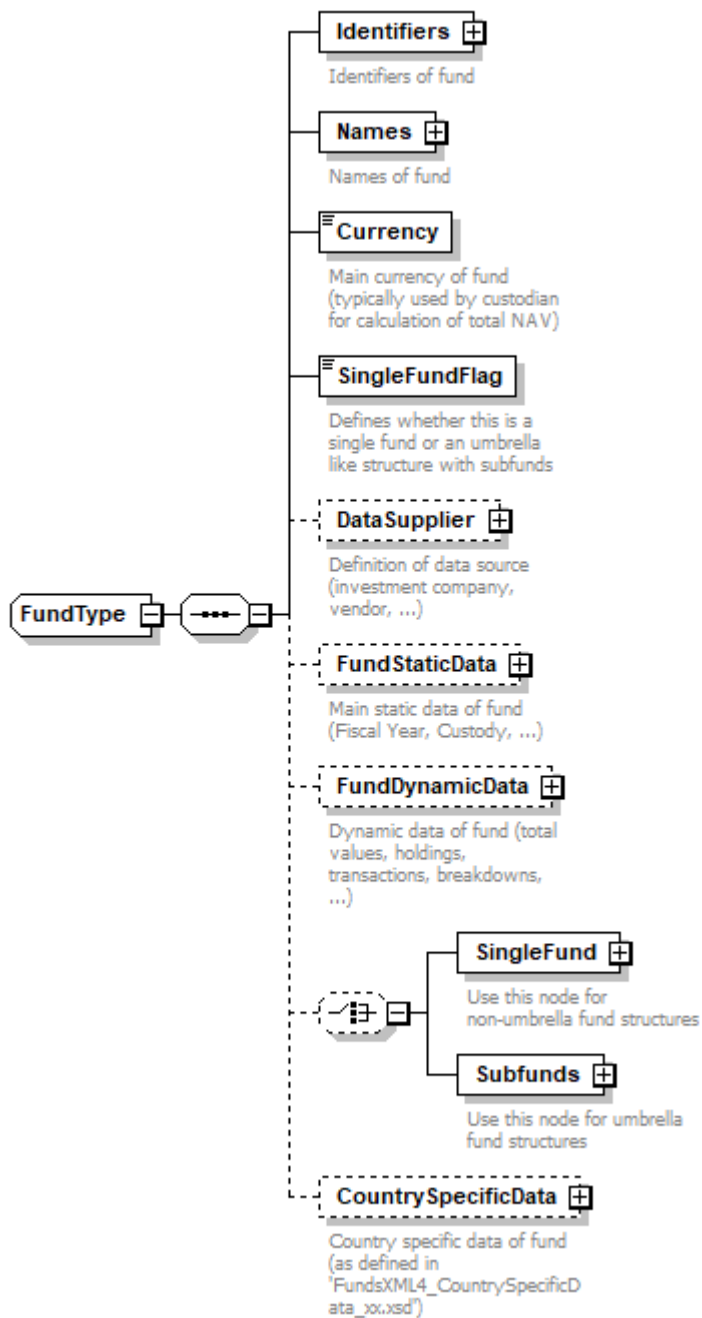 Identifiers
Identifiers of fund
Names
Names of fund
Currency
Main currency of fund
(typically used by custodian
for calculation of total NAV)
SingleFundFlag
Defines whether this is a
single fund or an umbrella
like structure with subfunds
DataSupplier
Definition of data source
(investment company,
vendor, ...)
FundType
FundStaticData
Main static data of fund
(Fiscal Year, Custody, ...)
FundDynamicData
Dynamic data of fund (total
values, holdings,
transactions, breakdowns,
...)
SingleFund
Use this node for
non-umbrella fund structures
Subfunds
Use this node for umbrella
fund structures
CountrySpecificData
Country specific data of fund
(as defined in
'FundsXML4_CountrySpecificD
ata_xx.xsd')